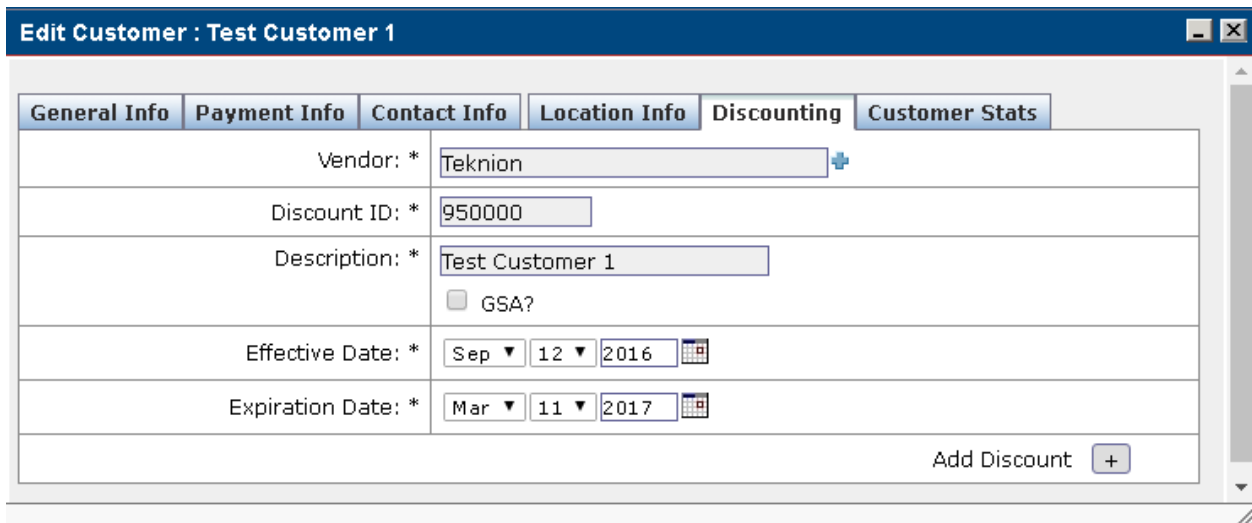 Edit Customer : Test Customer 1
General Info Payment Info Contact Info Location Info Discounting Customer Stats
Vendor: * Teknion
Discount ID: * 950000
Description: * Test Customer 1
GSA?
Effective Date: * Sep 12 2016
Expiration Date: * Mar 11 2017
Add Discount +